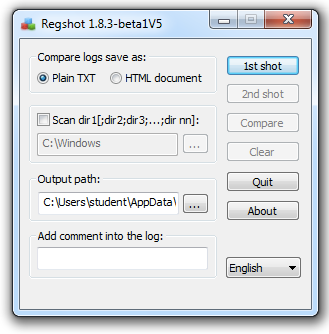 Regshot 1.8.3-beta1V5
Compare logs save as:
Plain TXT
HTML document
1st shot
2nd shot
Scan dir1[;dir2;dir3;...;dir nn]:
C:\Windows
...
Compare
Clear
Output path:
C:\Users\student\AppData\
...
Quit
About
Add comment into the log:
English